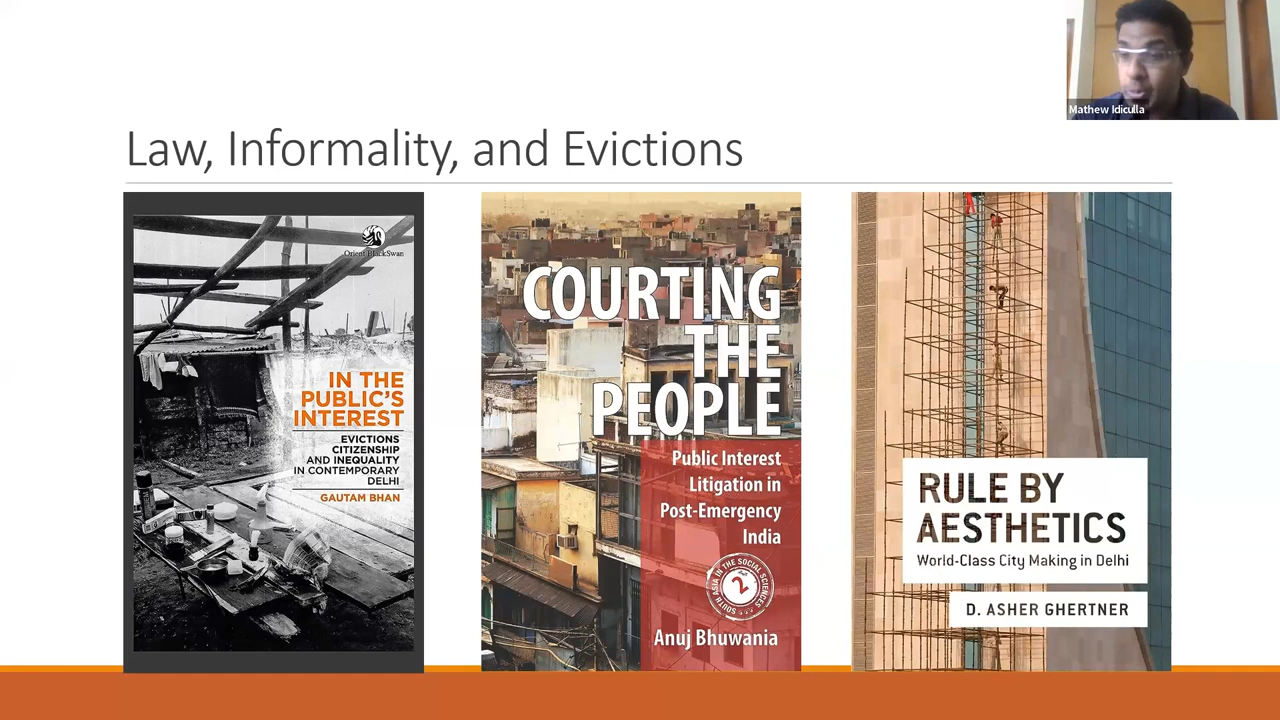 Mathew Idiculla
Law, Informality, and Evictions
Orient BlackSwan
IN THE
PUBLIC'S
INTEREST
EVICTIONS
CITIZENSHIP
AND INEQUALITY
IN CONTEMPORARY
DELHI
GAUTAM BHAN
COURTING
THE
PEOPLE
Public Interest
Litigation in
Post-Emergency
India
SOUTH ASIA IN THE SOCIAL SCIENCES
2
Anuj Bhuwania
RULE BY
AESTHETICS
World-Class City Making in Delhi
D. ASHER GHERTNER